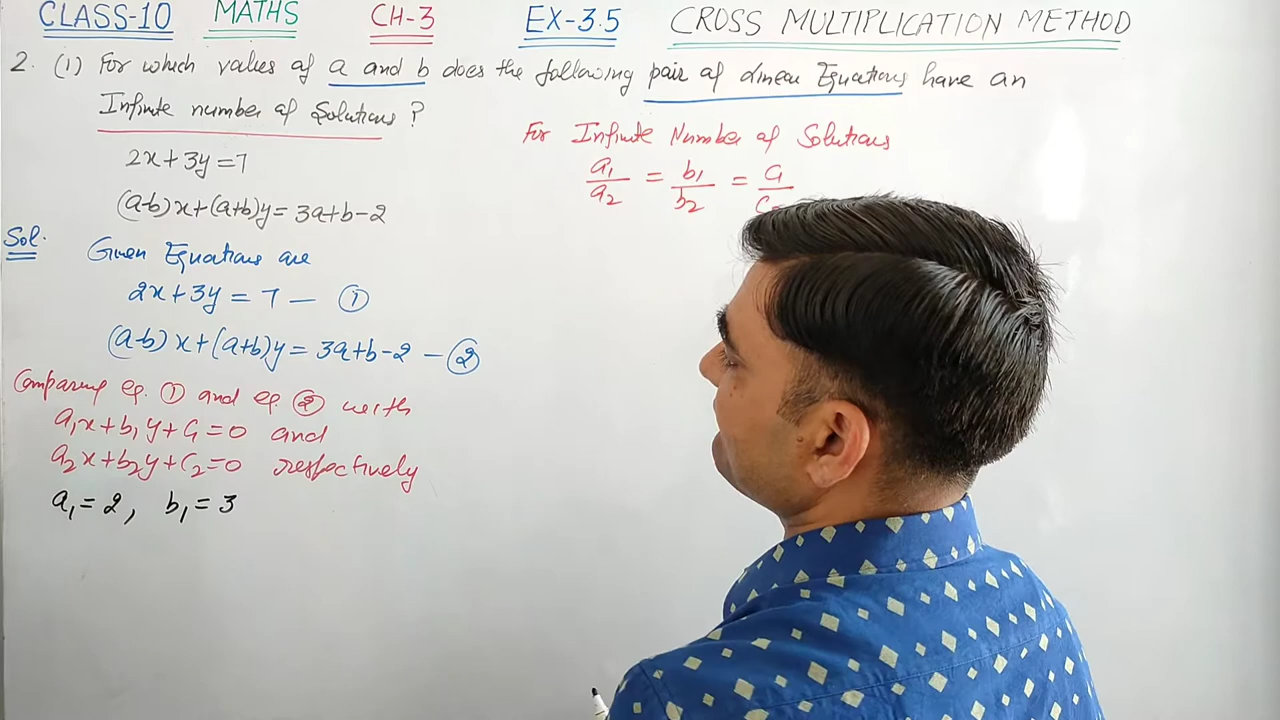 CLASS-10 MATHS CH-3 EX-3.5 CROSS MULTIPLICATION METHOD
2. (1) For which values of a and b does the following pair of Linear Equations have an
Infinite number of Solutions ?
2x+3y=7
(a-b)x+(a+b)y=3a+b-2
For Infinite Number of Solutions
a₁/a₂ = b₁/b₂ = c₁/c₂
Sol.
Given Equations are
2x+3y = 7 — ①
(a-b)x+(a+b)y=3a+b-2 — ②
Comparing eq. ① and eq ② with
a₁x+b₁y+c₁=0 and
a₂x+b₂y+c₂=0 respectively
a₁=2, b₁=3